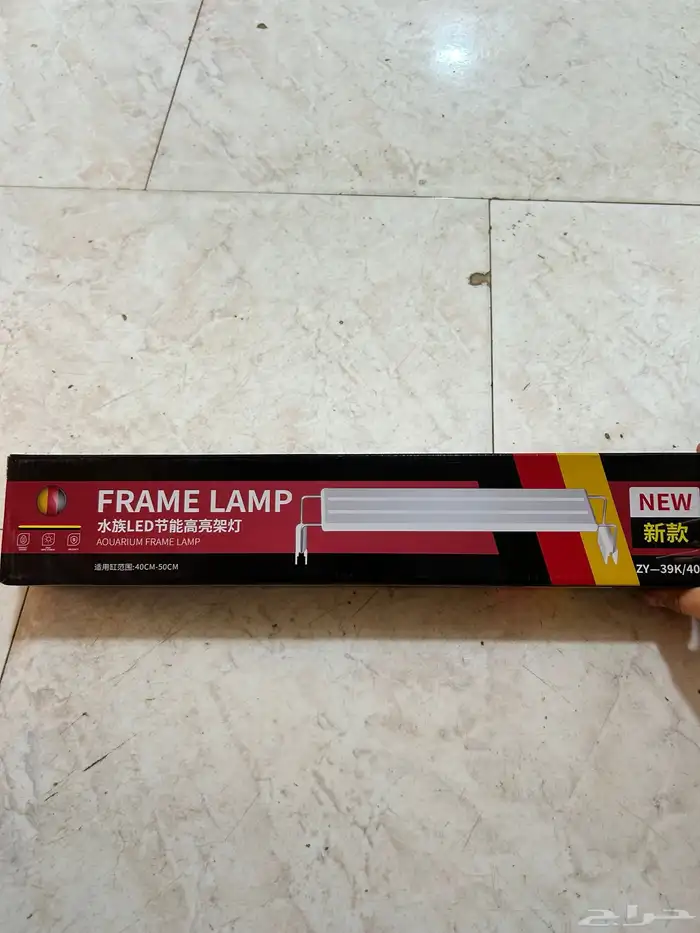 FRAME LAMP
水族LED节能高亮架灯
AOUARIUM FRAME LAMP
适用缸范围:40CM-50CM
NEW
新款
ZY—39K/40
حراج